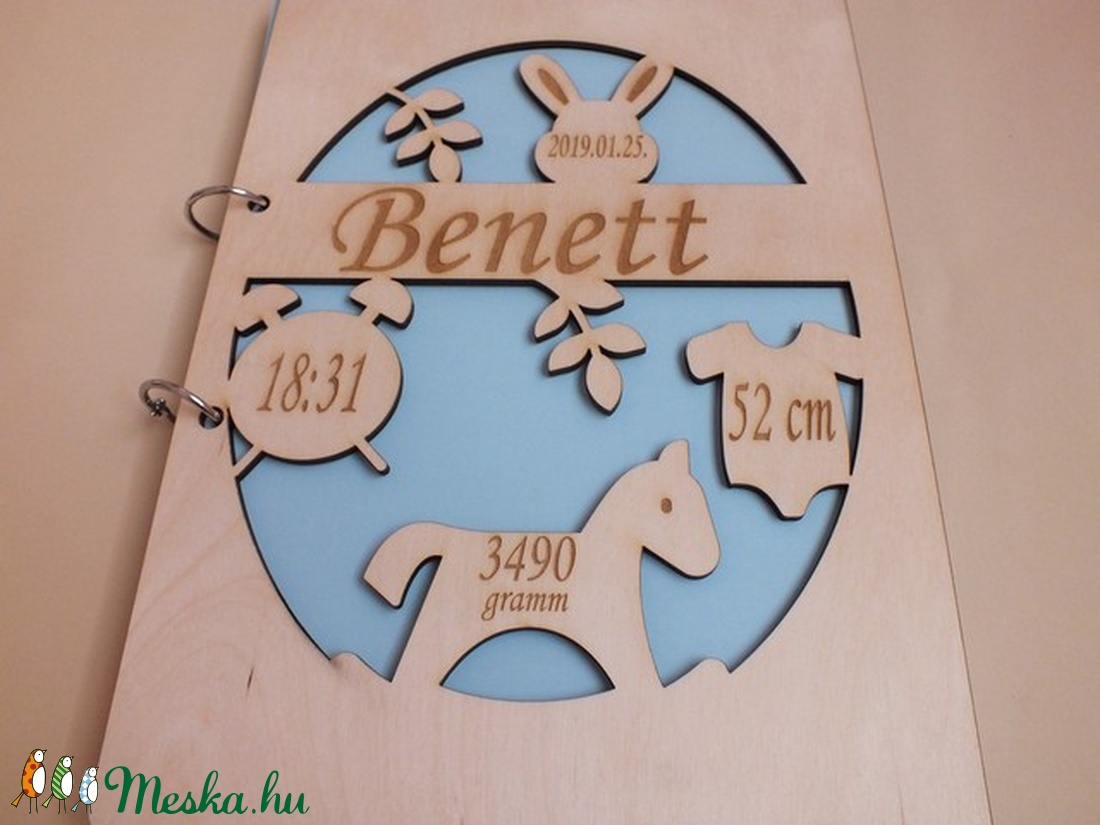 2019.01.25.
Benett
18:31
52 cm
3490
gramm
Meska.hu